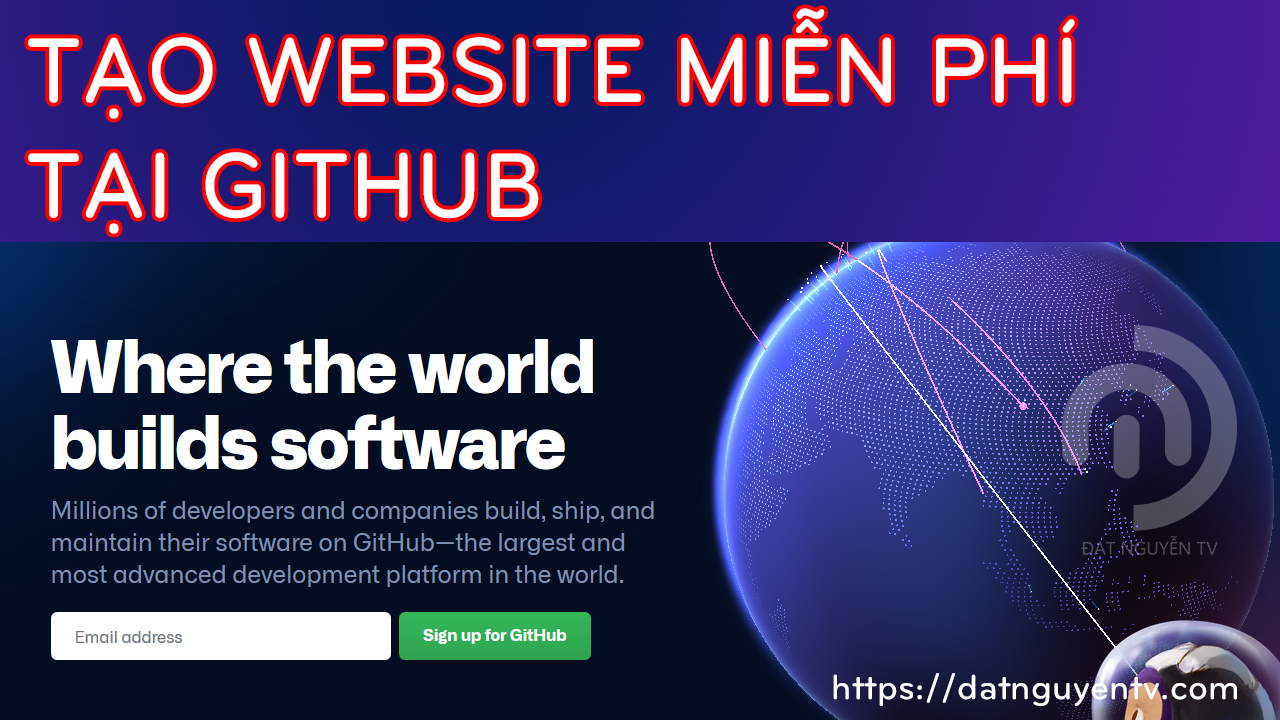 TẠO WEBSITE MIỄN PHÍ
TẠI GITHUB
Where the world
builds software
Millions of developers and companies build, ship, and
maintain their software on GitHub—the largest and
most advanced development platform in the world.
Email address
Sign up for GitHub
ĐẠT NGUYỄN TV
https://datnguyentv.com